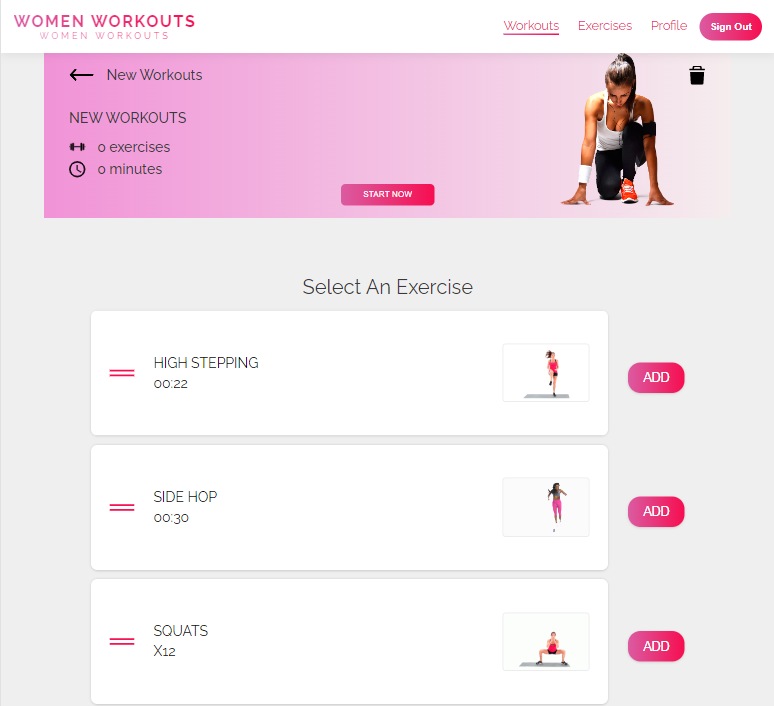 WOMEN WORKOUTS
WOMEN WORKOUTS
Workouts
Exercises
Profile
Sign Out
New Workouts
NEW WORKOUTS
0 exercises
0 minutes
START NOW
Select An Exercise
HIGH STEPPING
00:22
ADD
SIDE HOP
00:30
ADD
SQUATS
X12
ADD